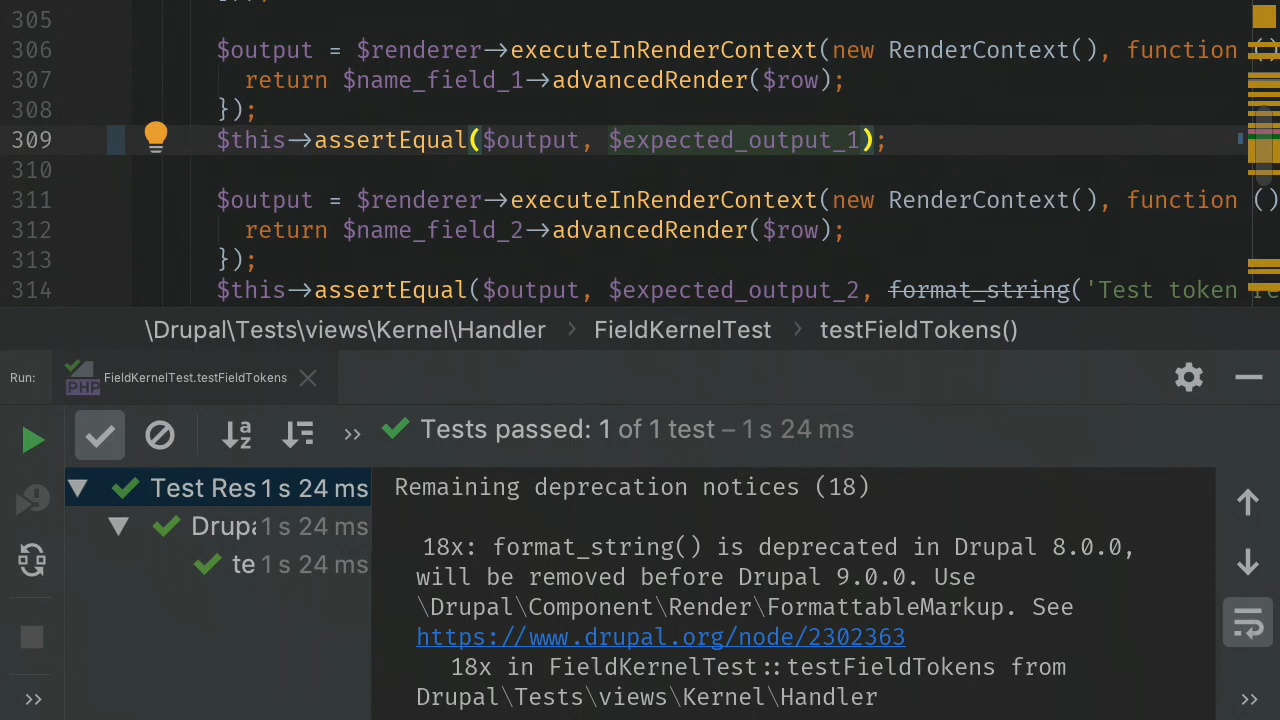 305
306 $output = $renderer->executeInRenderContext(new RenderContext(), function ()
307 return $name_field_1->advancedRender($row);
308 });
309 $this->assertEqual($output, $expected_output_1);
310
311 $output = $renderer->executeInRenderContext(new RenderContext(), function ()
312 return $name_field_2->advancedRender($row);
313 });
314 $this->assertEqual($output, $expected_output_2, format_string('Test token re
\Drupal\Tests\views\Kernel\Handler > FieldKernelTest > testFieldTokens()
Run: PHP FieldKernelTest.testFieldTokens
Tests passed: 1 of 1 test – 1 s 24 ms
Test Res 1 s 24 ms
Drupa 1 s 24 ms
te 1 s 24 ms
Remaining deprecation notices (18)
18x: format_string() is deprecated in Drupal 8.0.0,
will be removed before Drupal 9.0.0. Use
\Drupal\Component\Render\FormattableMarkup. See
https://www.drupal.org/node/2302363
18x in FieldKernelTest::testFieldTokens from
Drupal\Tests\views\Kernel\Handler